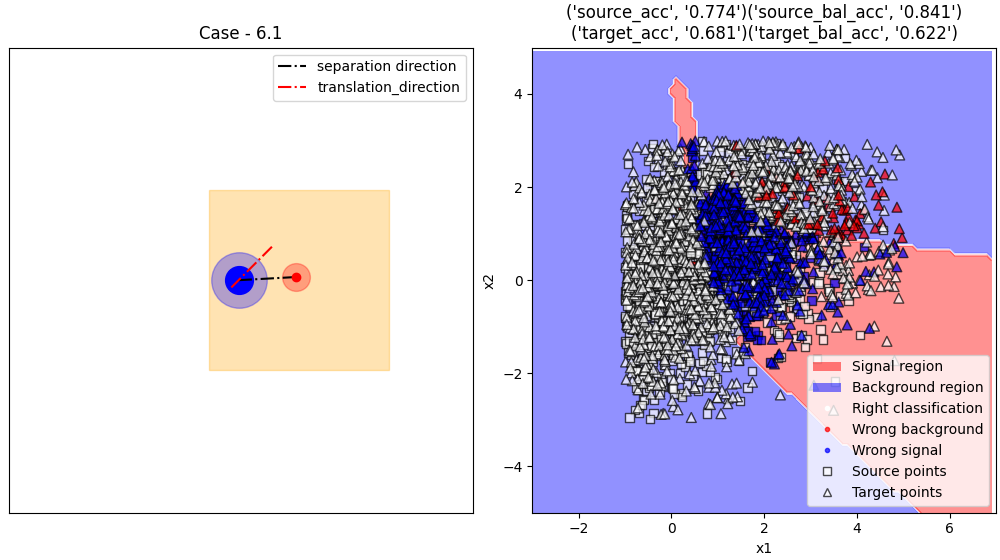 Case - 6.1
separation direction
translation_direction
('source_acc', '0.774')('source_bal_acc', '0.841')
('target_acc', '0.681')('target_bal_acc', '0.622')
4
2
0
−2
−4
x2
Signal region
Background region
Right classification
Wrong background
Wrong signal
Source points
Target points
−2 0 2 4 6
x1